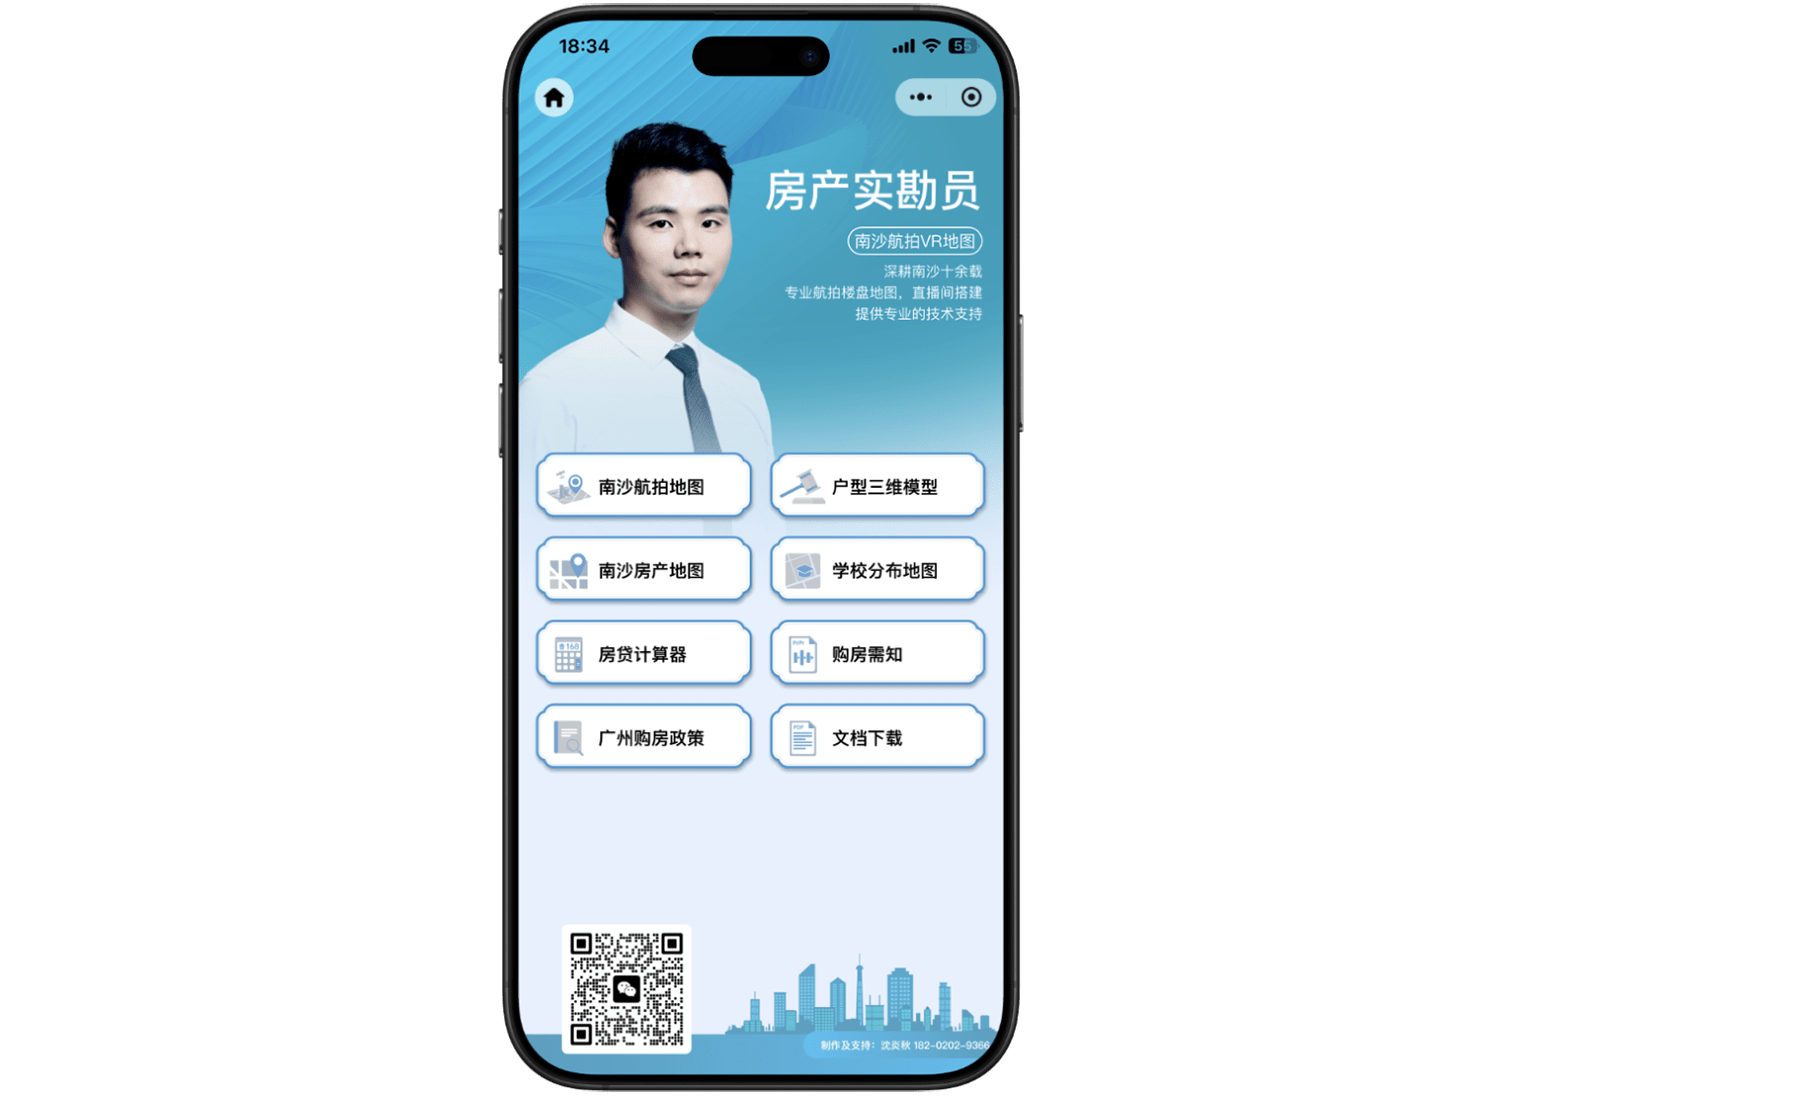 18:34
55
房产实勘员
南沙航拍VR地图
深耕南沙十余载
专业航拍楼盘地图，直播间搭建
提供专业的技术支持
南沙航拍地图
户型三维模型
南沙房产地图
学校分布地图
168
房贷计算器
购房需知
广州购房政策
PDF
文档下载
制作及支持：沈炎秋 182-0202-9366